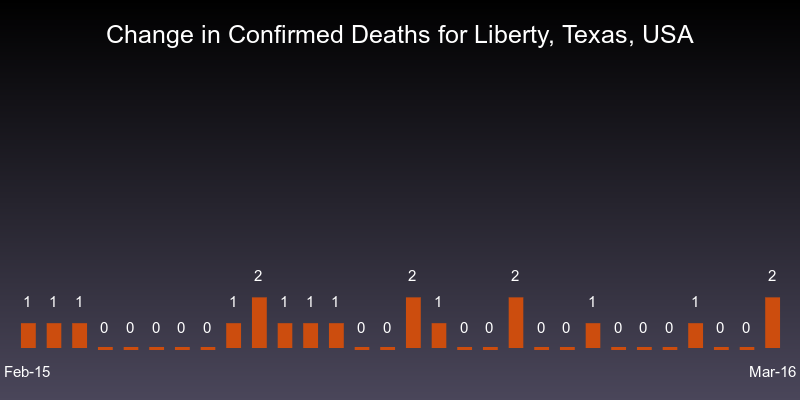 Change in Confirmed Deaths for Liberty, Texas, USA
1 1 1 0 0 0 0 0 1 2 1 1 1 0 0 2 1 0 0 2 0 0 1 0 0 0 1 0 0 2
Feb-15 Mar-16